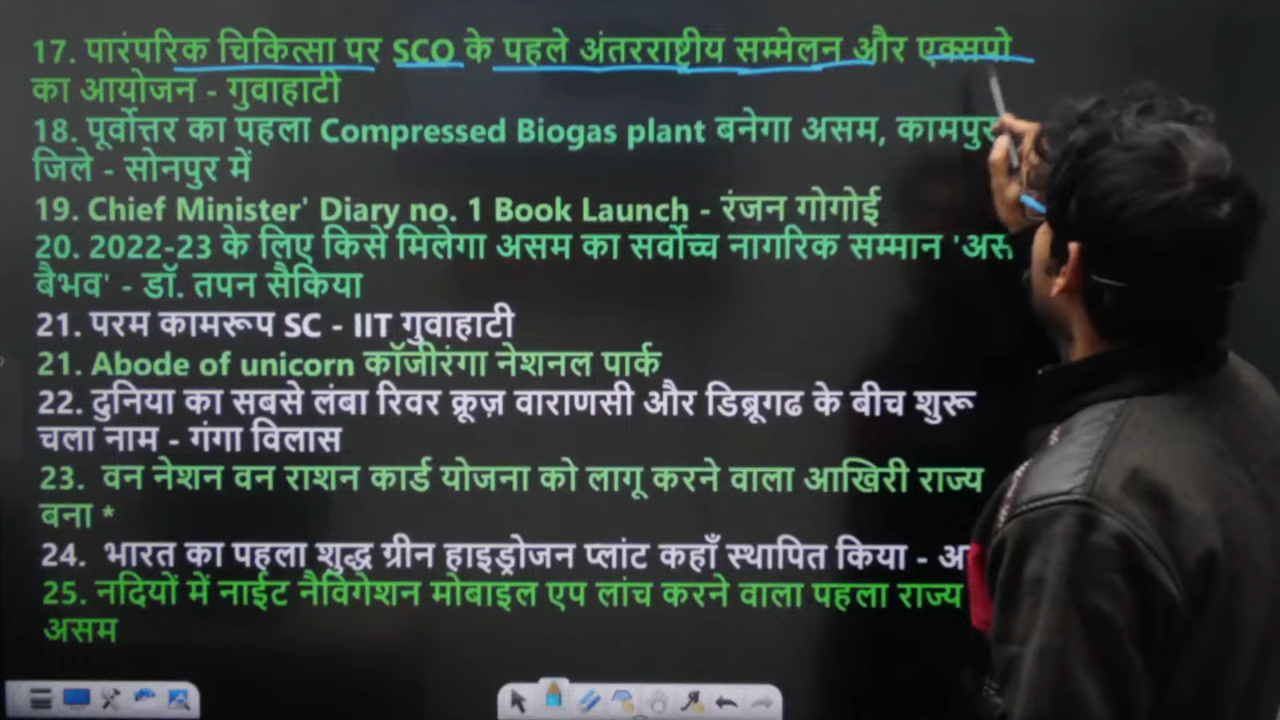 17. पारंपरिक चिकित्सा पर SCO के पहले अंतरराष्ट्रीय सम्मेलन और एक्सपो
का आयोजन - गुवाहाटी
18. पूर्वोत्तर का पहला Compressed Biogas plant बनेगा असम, कामपुर
जिले - सोनपुर में
19. Chief Minister' Diary no. 1 Book Launch - रंजन गोगोई
20. 2022-23 के लिए किसे मिलेगा असम का सर्वोच्च नागरिक सम्मान
बैभव' - डॉ. तपन सैकिया
21. परम कामरूप SC - IIT गुवाहाटी
21. Abode of unicorn कॉजीरंगा नेशनल पार्क
22. दुनिया का सबसे लंबा रिवर क्रूज़ वाराणसी और डिब्रूगढ के बीच शुरू
चला नाम - गंगा विलास
23. वन नेशन वन राशन कार्ड योजना को लागू करने वाला आखिरी राज्य
बना *
24. भारत का पहला शुद्ध ग्रीन हाइड्रोजन प्लांट कहाँ स्थापित किया -
25. नदियों में नाईट नैविगेशन मोबाइल एप लांच करने वाला पहला राज्य
असम